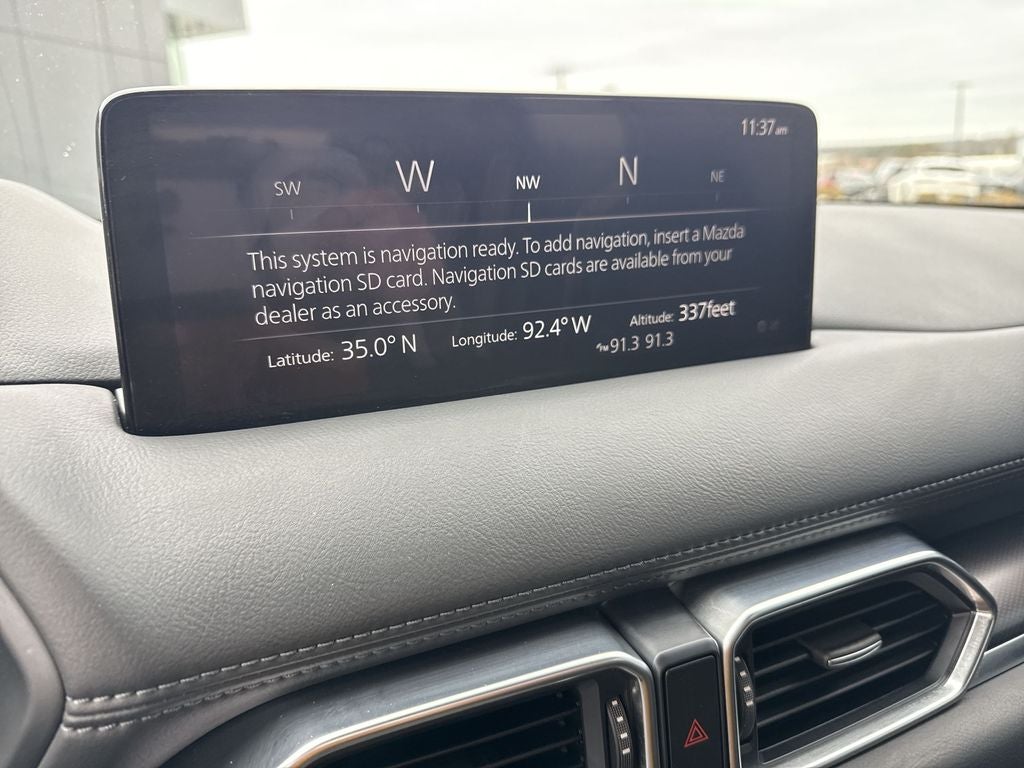 11:37am
SW W NW N NE
This system is navigation ready. To add navigation, insert a Mazda
navigation SD card. Navigation SD cards are available from your
dealer as an accessory.
Latitude: 35.0° N Longitude: 92.4° W Altitude: 337feet
FM 91.3 91.3